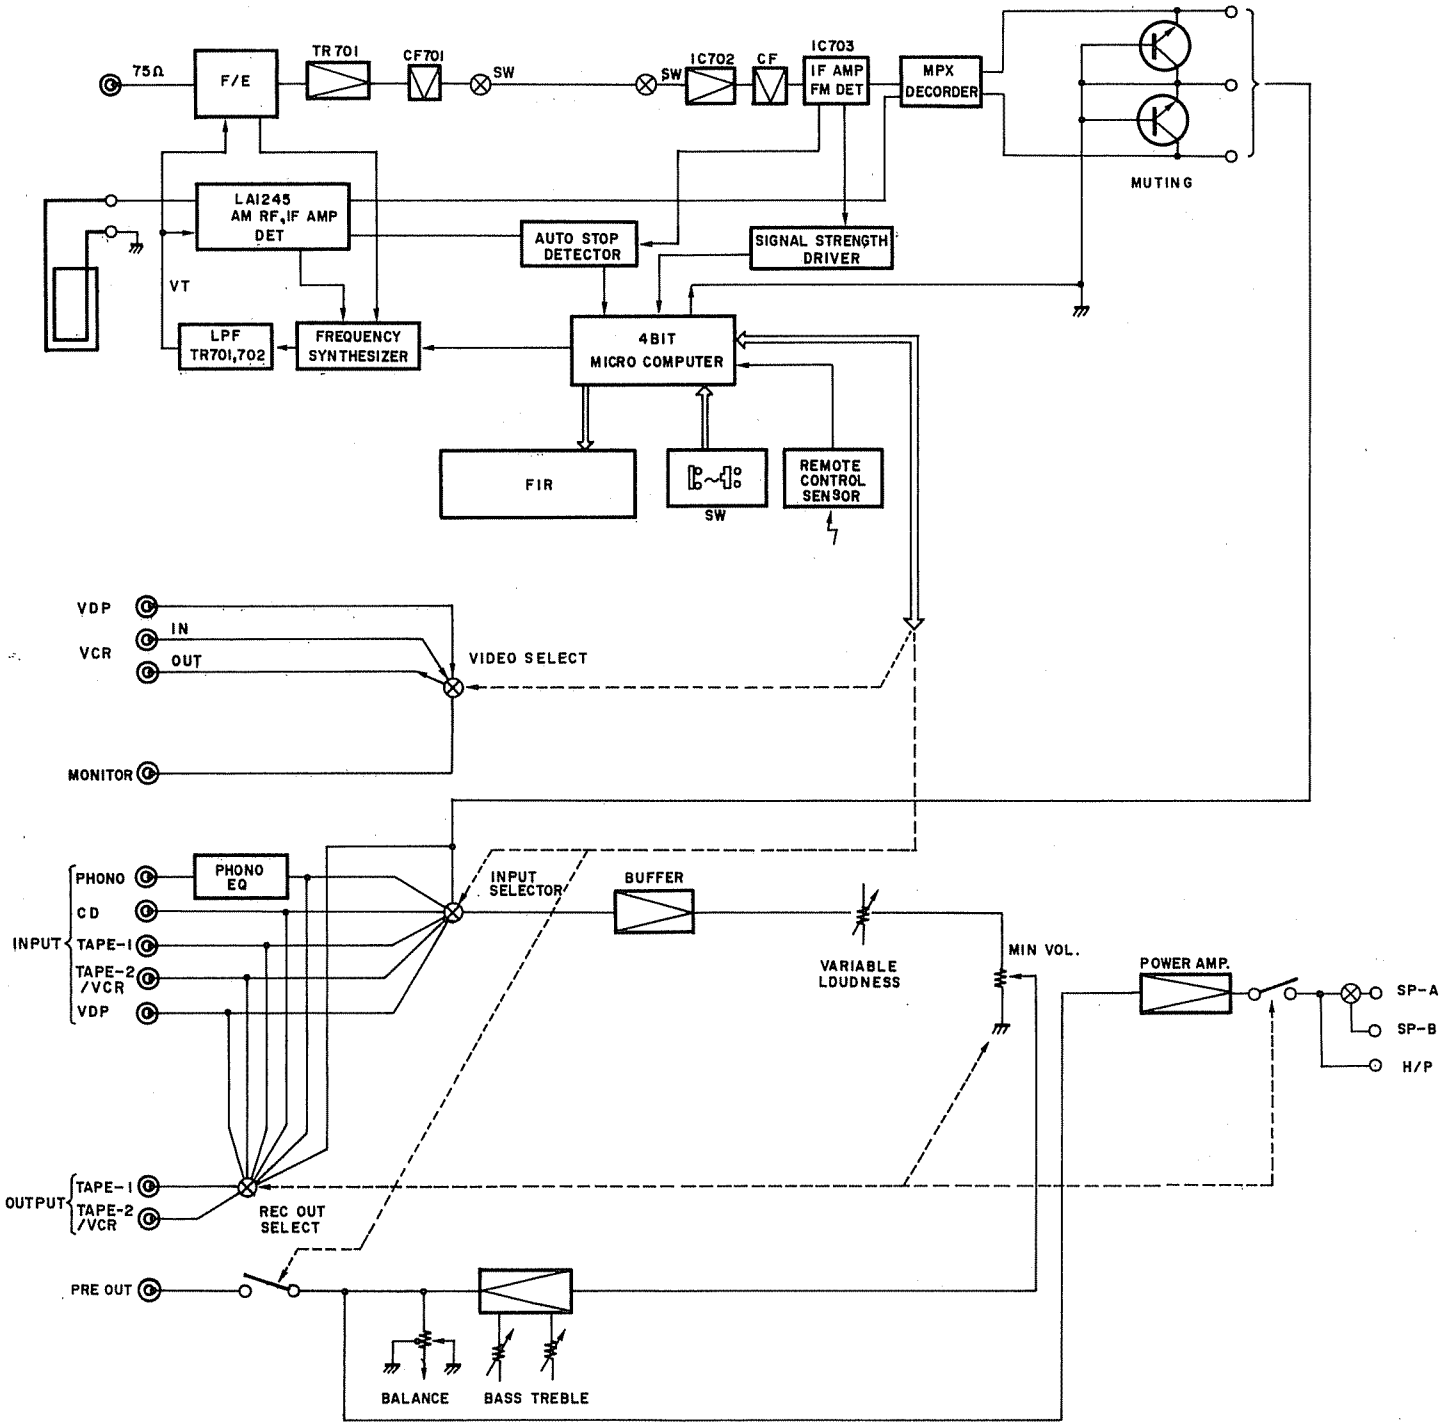 TR701
CF701
SW
SW
IC702
CF
IC703
75Ω
F/E
IF AMP
FM DET
MPX
DECORDER
MUTING
LA1245
AM RF,IF AMP
DET
AUTO STOP
DETECTOR
SIGNAL STRENGTH
DRIVER
VT
LPF
TR701,702
FREQUENCY
SYNTHESIZER
4BIT
MICRO COMPUTER
FIR
SW
REMOTE
CONTROL
SENSOR
VDP
VCR
IN
OUT
VIDEO SELECT
MONITOR
INPUT
PHONO
CD
TAPE-1
TAPE-2
/VCR
VDP
PHONO
EQ
INPUT
SELECTOR
BUFFER
VARIABLE
LOUDNESS
MIN VOL.
POWER AMP.
SP-A
SP-B
H/P
OUTPUT
TAPE-1
TAPE-2
/VCR
REC OUT
SELECT
PRE OUT
BALANCE
BASS TREBLE